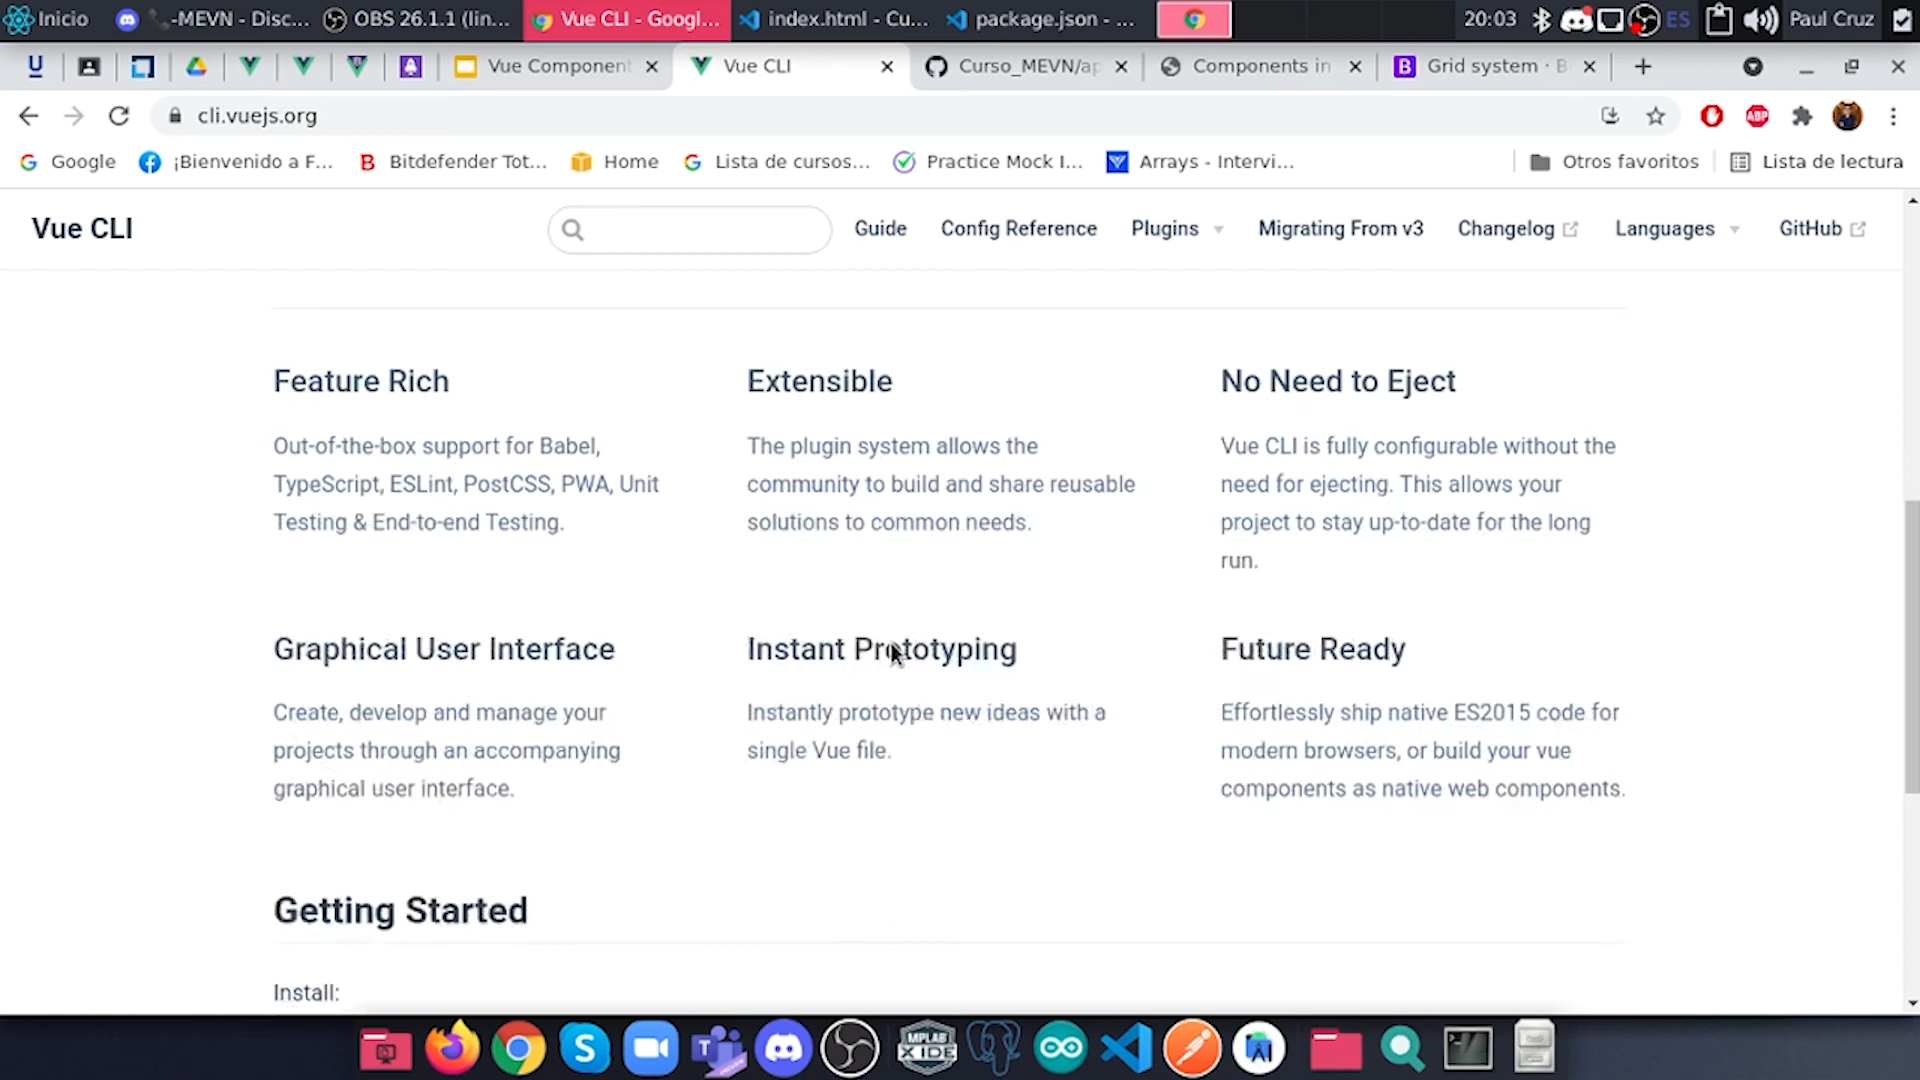 Inicio
-MEVN - Disc...
OBS 26.1.1 (lin...
Vue CLI - Googl...
index.html - Cu...
package.json - ...
20:03
ES
Paul Cruz
U
Vue Component
Vue CLI
Curso_MEVN/ap
Components in
B
Grid system · B
cli.vuejs.org
ABP
G Google
¡Bienvenido a F...
B Bitdefender Tot...
Home
G Lista de cursos...
Practice Mock I...
Arrays - Intervi...
Otros favoritos
Lista de lectura
Vue CLI
Guide
Config Reference
Plugins
Migrating From v3
Changelog
Languages
GitHub
Feature Rich
Out-of-the-box support for Babel,
TypeScript, ESLint, PostCSS, PWA, Unit
Testing & End-to-end Testing.
Extensible
The plugin system allows the
community to build and share reusable
solutions to common needs.
No Need to Eject
Vue CLI is fully configurable without the
need for ejecting. This allows your
project to stay up-to-date for the long
run.
Graphical User Interface
Create, develop and manage your
projects through an accompanying
graphical user interface.
Instant Prototyping
Instantly prototype new ideas with a
single Vue file.
Future Ready
Effortlessly ship native ES2015 code for
modern browsers, or build your vue
components as native web components.
Getting Started
Install:
MPLAB
X IDE